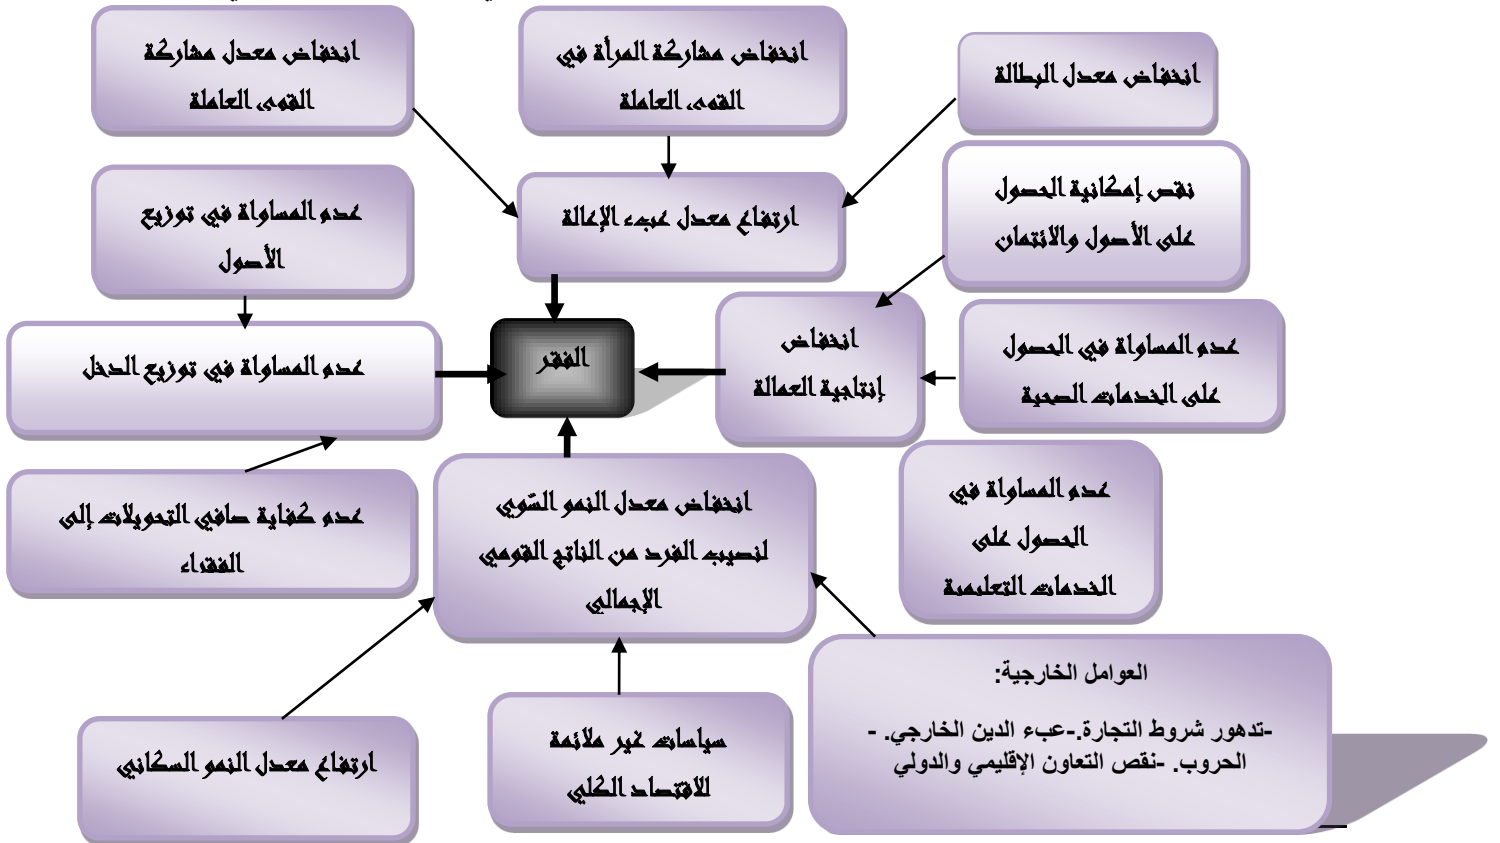 انخفاض معدل مشاركة
القوى العاملة
انخفاض مشاركة المرأة في
القوى العاملة
انخفاض معدل البطالة
نقص إمكانية الحصول
على الأصول والائتمان
عدم المساواة في توزيع
الأصول
ارتفاع معدل عبء الإعالة
عدم المساواة في توزيع الدخل
الفقر
انخفاض
إنتاجية العمالة
عدم المساواة في الحصول
على الخدمات الصحية
عدم كفاية صافي التحويلات إلى
الفقراء
انخفاض معدل النمو السّوي
لنصيب الفرد من الناتج القومي
الإجمالي
عدم المساواة في
الحصول على
الخدمات التعليمية
ارتفاع معدل النمو السكاني
سياسات غير ملائمة
للاقتصاد الكلي
العوامل الخارجية:
-تدهور شروط التجارة.-عبء الدين الخارجي. -
الحروب. -نقص التعاون الإقليمي والدولي